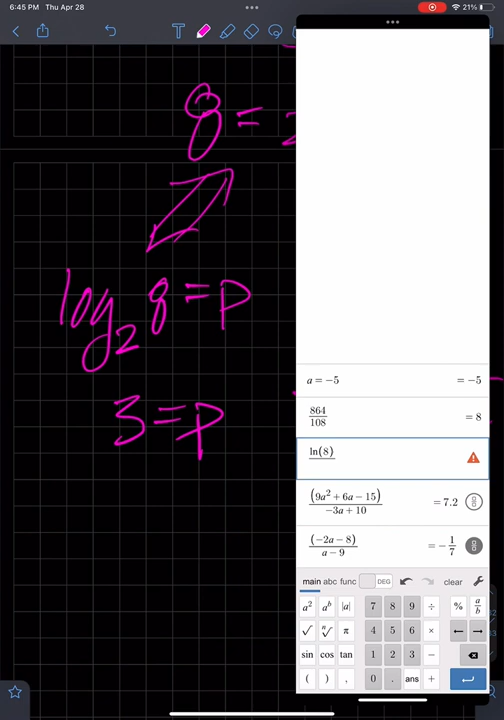 6:45 PM Thu Apr 28
21%
8 =
log₂ 8 = p
3 = p
a = −5
= −5
864/108
= 8
ln(8)
(9a² + 6a − 15)/(−3a + 10)
= 7.2
(−2a − 8)/(a − 9)
= −1/7
main abc func DEG clear
a² aᵇ |a| 7 8 9 ÷ % a/b
√ ⁿ√ π 4 5 6 × ← →
sin cos tan 1 2 3 −
( ) , 0 . ans +